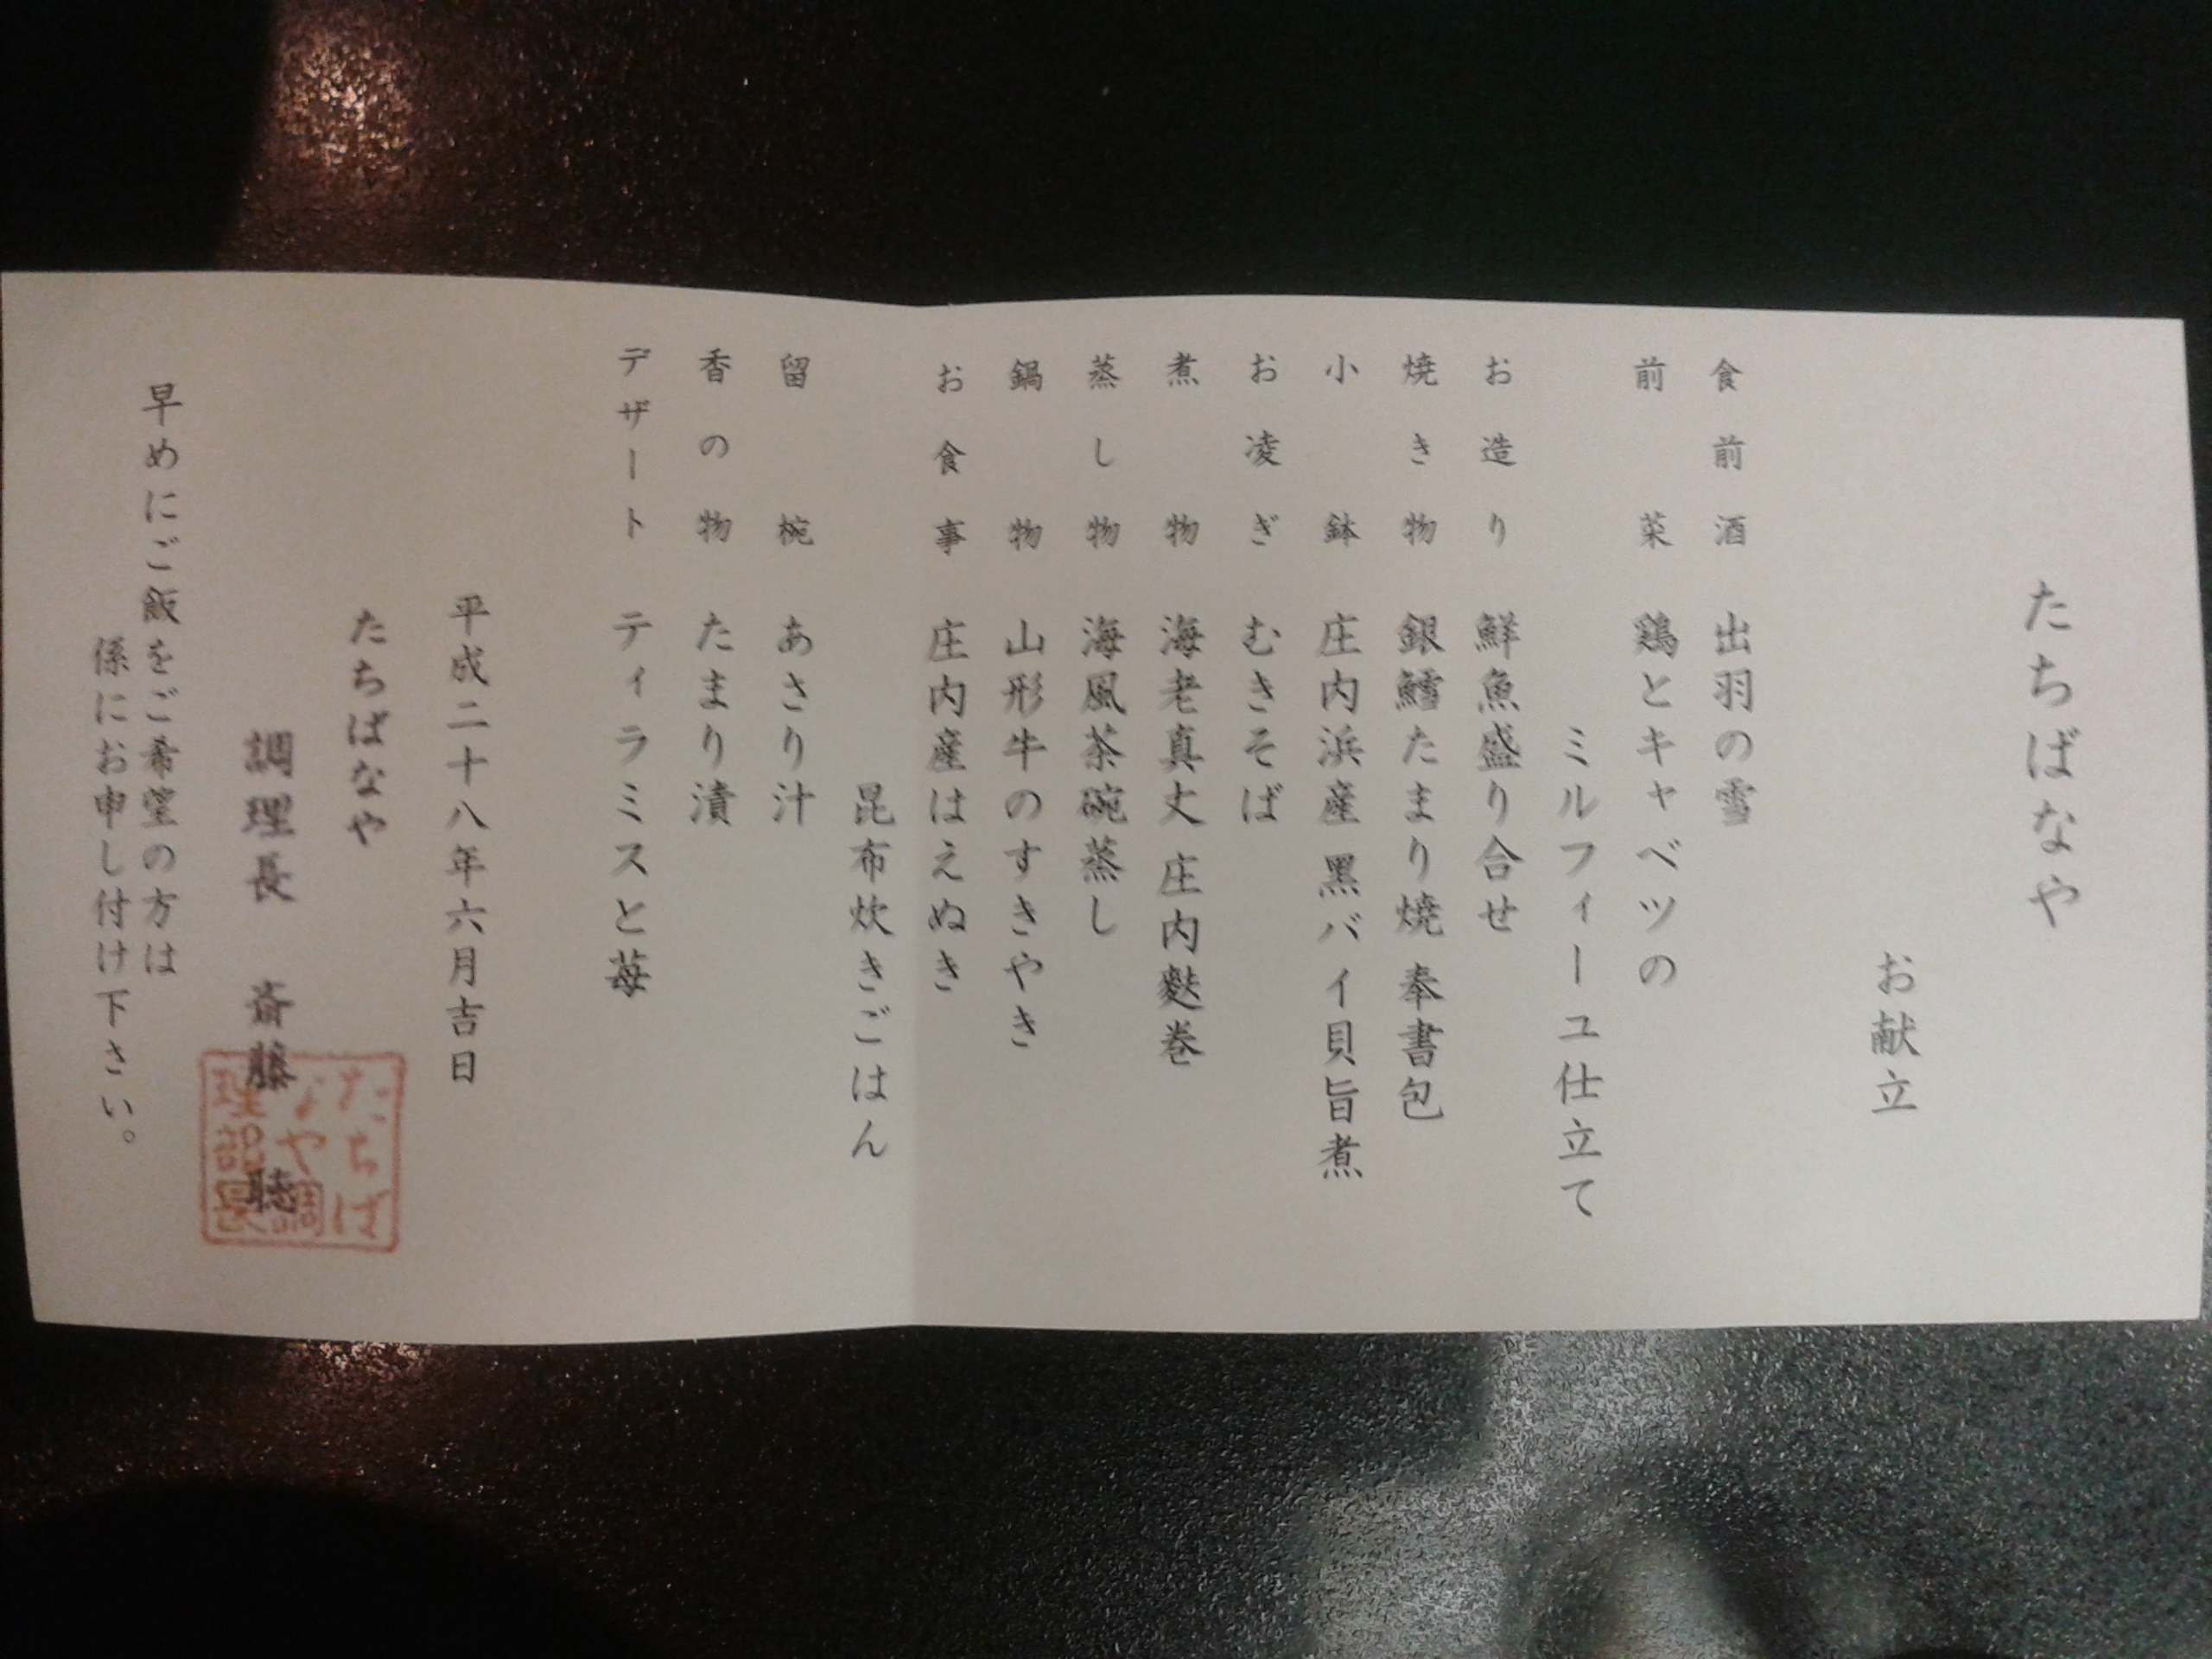 たちばなや
お献立
食前酒 出羽の雪
前菜 鶏とキャベツの
ミルフィーユ仕立て
お造り 鮮魚盛り合せ
焼き物 銀鱈たまり焼 奉書包
小鉢 庄内浜産 黒バイ貝旨煮
お凌ぎ むきそば
煮物 海老真丈 庄内麩巻
蒸し物 海風茶碗蒸し
鍋物 山形牛のすきやき
お食事 庄内産はえぬき
昆布炊きごはん
留椀 あさり汁
香の物 たまり漬
デザート ティラミスと苺
平成二十八年六月吉日
たちばなや
調理長 斎藤 聴
たちば
なや調
理部長
早めにご飯をご希望の方は
係にお申し付け下さい。